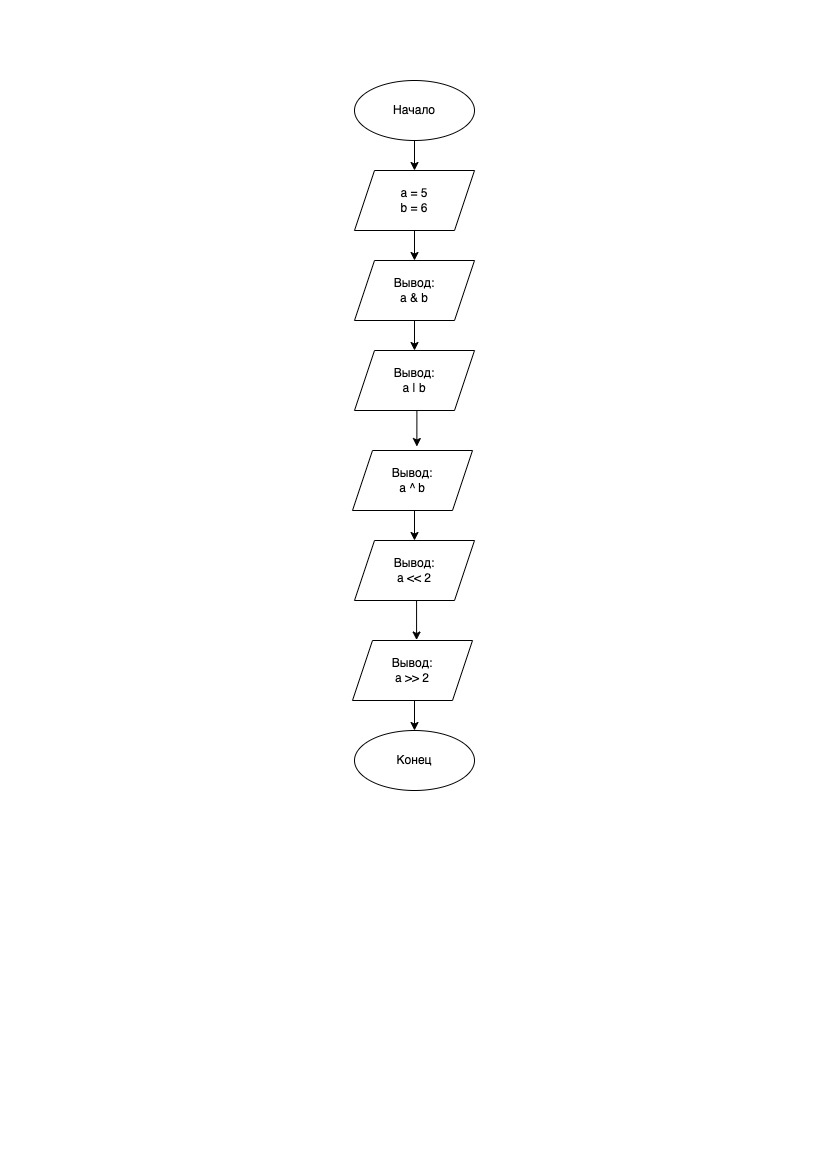 Начало
a = 5
b = 6
Вывод:
a & b
Вывод:
a | b
Вывод:
a ^ b
Вывод:
a << 2
Вывод:
a >> 2
Конец